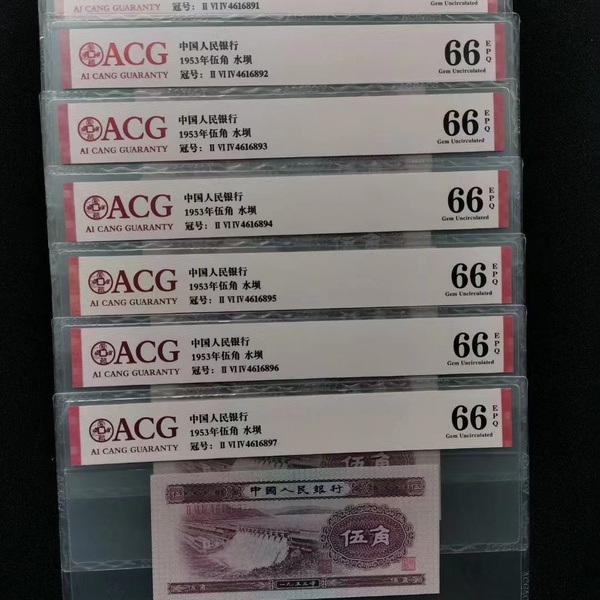 AI CANG GUARANTY
冠号: Ⅱ Ⅵ Ⅳ 4616891
Gem Uncirculated
ACG
AI CANG GUARANTY
中国人民银行
1953年伍角 水坝
冠号: Ⅱ Ⅵ Ⅳ 4616892
66
EPQ
Gem Uncirculated
ACG
AI CANG GUARANTY
中国人民银行
1953年伍角 水坝
冠号: Ⅱ Ⅵ Ⅳ 4616893
66
EPQ
Gem Uncirculated
ACG
AI CANG GUARANTY
中国人民银行
1953年伍角 水坝
冠号: Ⅱ Ⅵ Ⅳ 4616894
66
EPQ
Gem Uncirculated
ACG
AI CANG GUARANTY
中国人民银行
1953年伍角 水坝
冠号: Ⅱ Ⅵ Ⅳ 4616895
66
EPQ
Gem Uncirculated
ACG
AI CANG GUARANTY
中国人民银行
1953年伍角 水坝
冠号: Ⅱ Ⅵ Ⅳ 4616896
66
EPQ
Gem Uncirculated
ACG
AI CANG GUARANTY
中国人民银行
1953年伍角 水坝
冠号: Ⅱ Ⅵ Ⅳ 4616897
66
EPQ
Gem Uncirculated
伍角
中國人民銀行
伍角
一九五三年